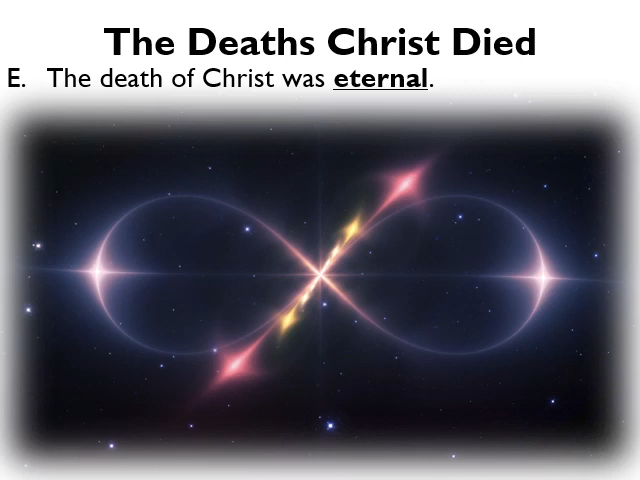 The Deaths Christ Died
E. The death of Christ was eternal.